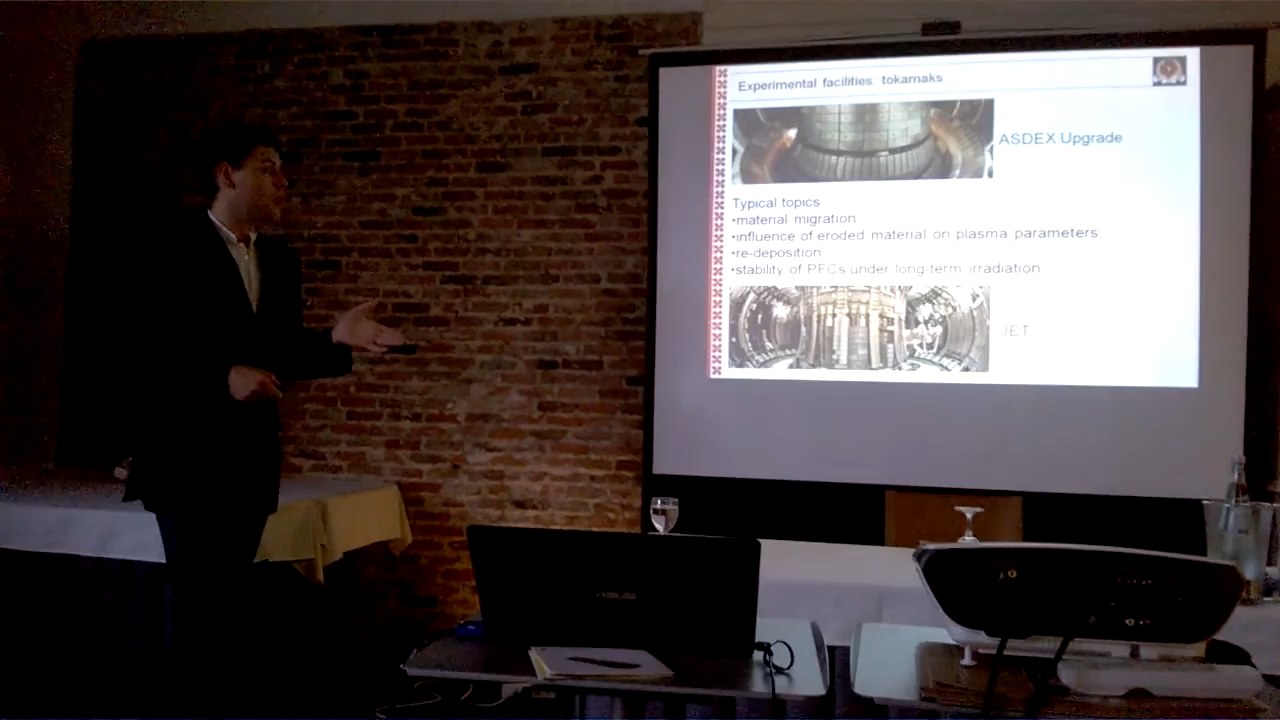 Experimental facilities: tokamaks
ASDEX Upgrade
Typical topics
•material migration
•influence of eroded material on plasma parameters
•re-deposition
•stability of PFCs under long-term irradiation
JET
ASUS